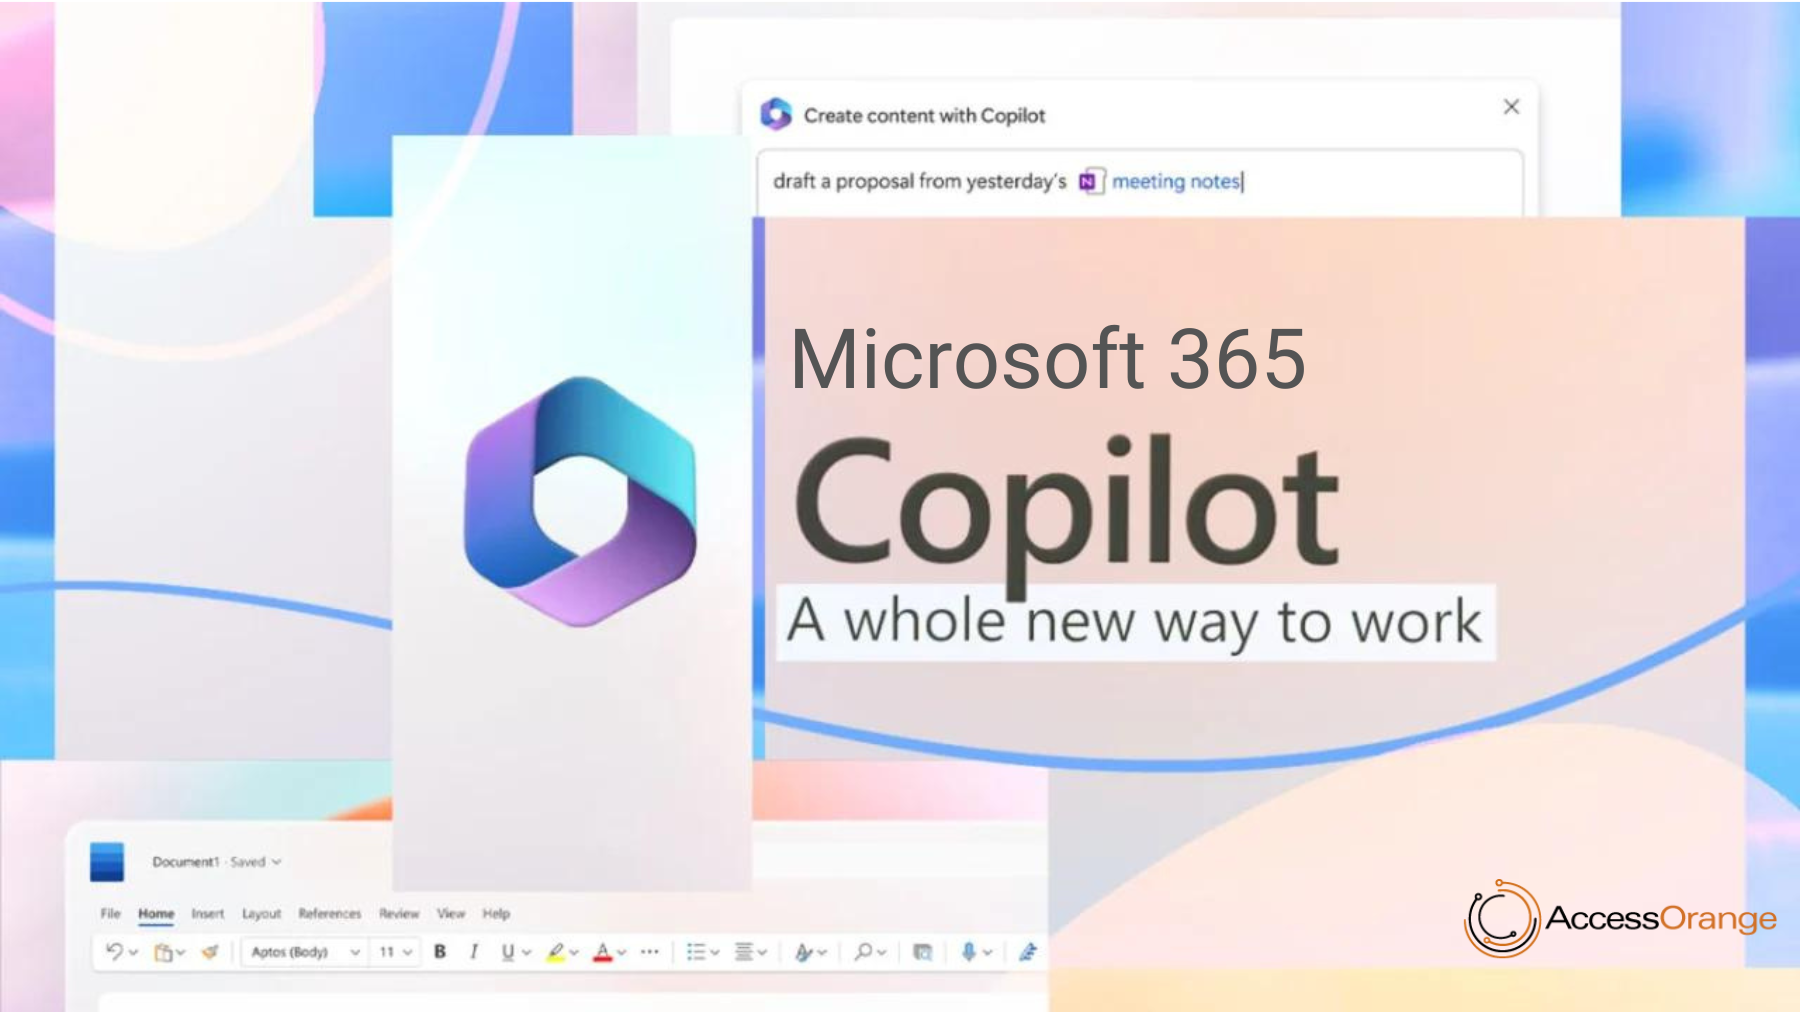 Create content with Copilot
draft a proposal from yesterday's meeting notes
Microsoft 365
Copilot
A whole new way to work
Document1 · Saved
File Home Insert Layout References Review View Help
Aptos (Body) 11 B I U A
AccessOrange